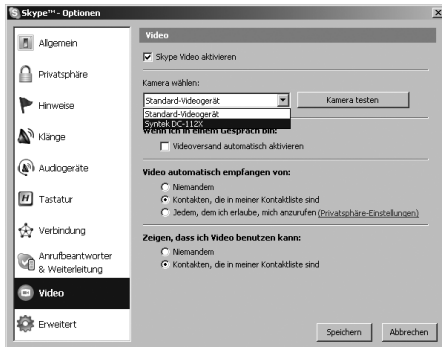 Skype™ - Optionen
Allgemein
Privatsphäre
Hinweise
Klänge
Audiogeräte
Tastatur
Verbindung
Anrufbeantworter
& Weiterleitung
Video
Erweitert
Video
Skype Video aktivieren
Kamera wählen:
Standard-Videogerät
Kamera testen
Standard-Videogerät
Syntek DC-112X
Wenn ich in einem Gespräch bin:
Videoversand automatisch aktivieren
Video automatisch empfangen von:
Niemandem
Kontakten, die in meiner Kontaktliste sind
Jedem, dem ich erlaube, mich anzurufen (Privatsphäre-Einstellungen)
Zeigen, dass ich Video benutzen kann:
Niemandem
Kontakten, die in meiner Kontaktliste sind
Speichern
Abbrechen